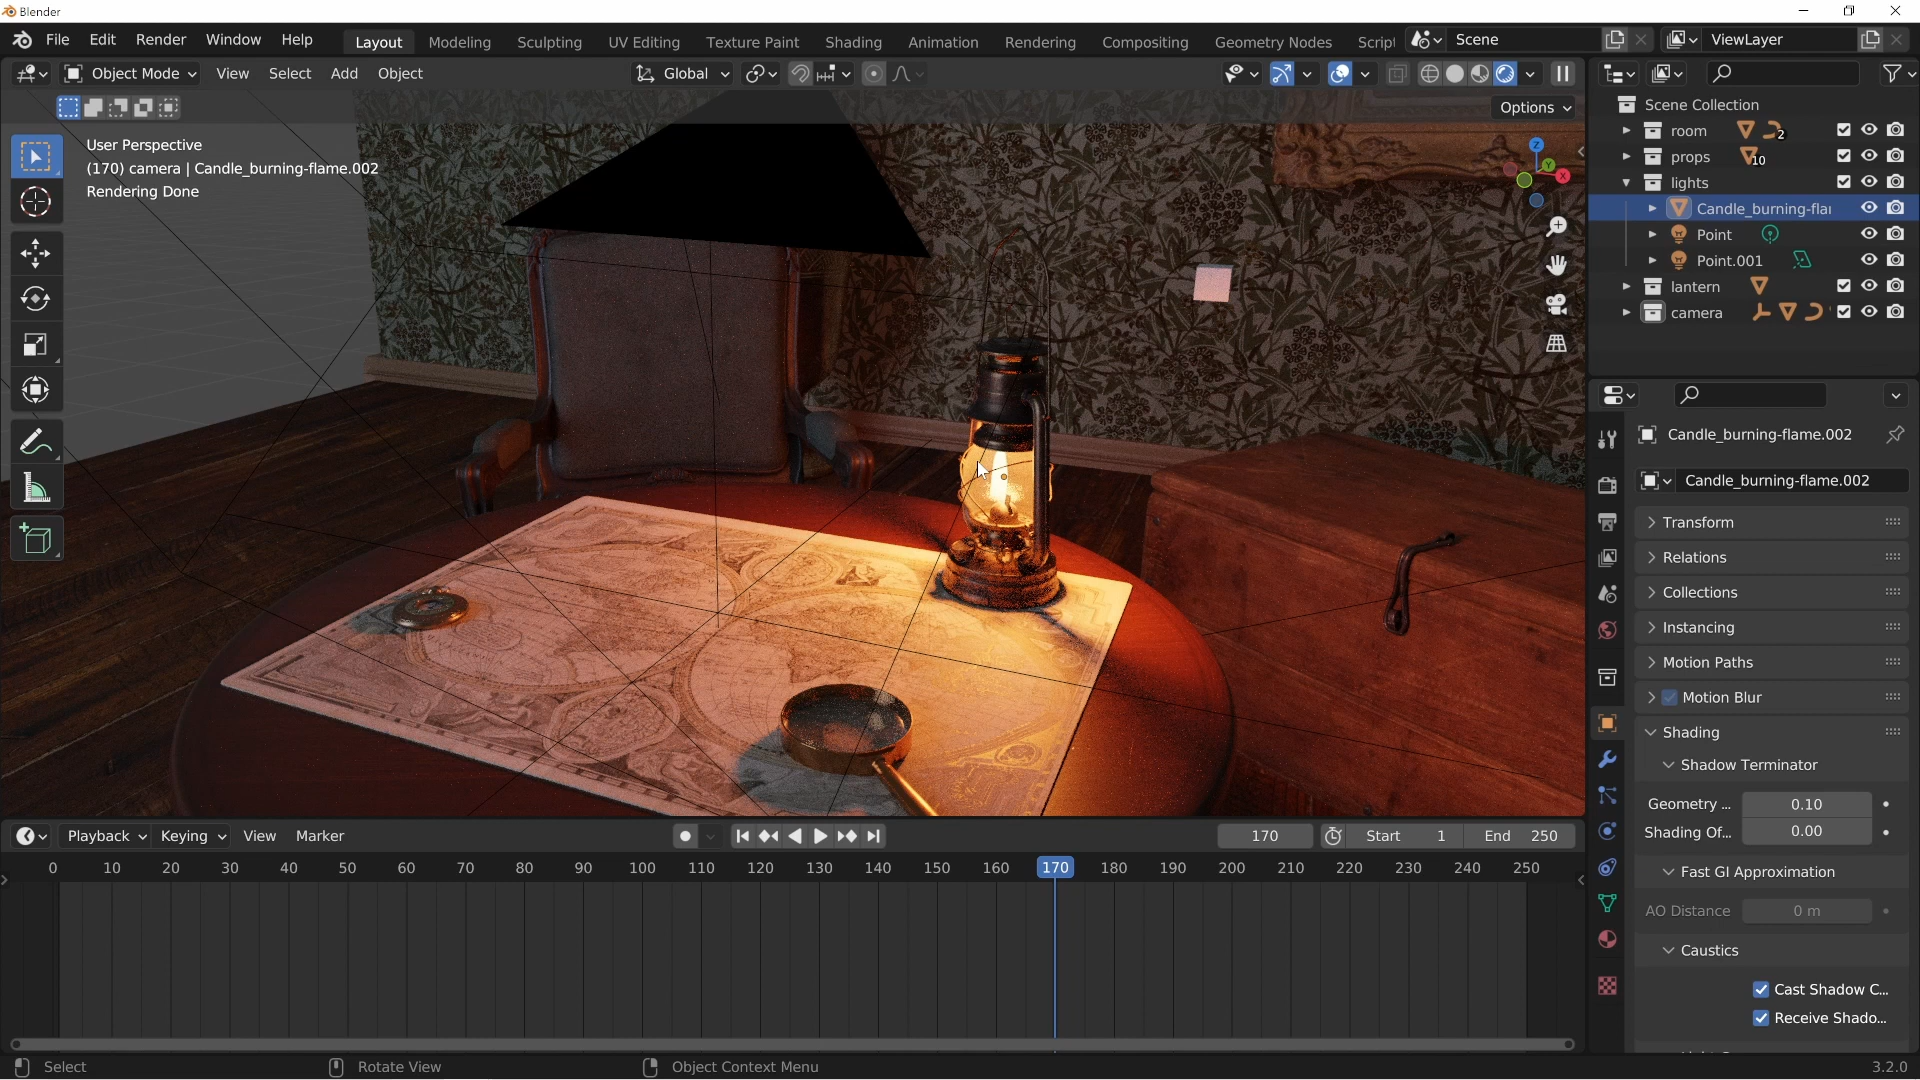 Blender
File Edit Render Window Help Layout Modeling Sculpting UV Editing Texture Paint Shading Animation Rendering Compositing Geometry Nodes Script Scene ViewLayer
Object Mode View Select Add Object Global
Options
User Perspective
(170) camera | Candle_burning-flame.002
Rendering Done
Z
Y
X
Scene Collection
room 2
props 10
lights
Candle_burning-fla
Point
Point.001
lantern
camera
Candle_burning-flame.002
Candle_burning-flame.002
Transform
Relations
Collections
Instancing
Motion Paths
Motion Blur
Shading
Shadow Terminator
Geometry ... 0.10
Shading Of... 0.00
Fast GI Approximation
AO Distance 0 m
Caustics
Cast Shadow C...
Receive Shado...
Playback Keying View Marker 170 Start 1 End 250
0 10 20 30 40 50 60 70 80 90 100 110 120 130 140 150 160 170 180 190 200 210 220 230 240 250
Select Rotate View Object Context Menu 3.2.0